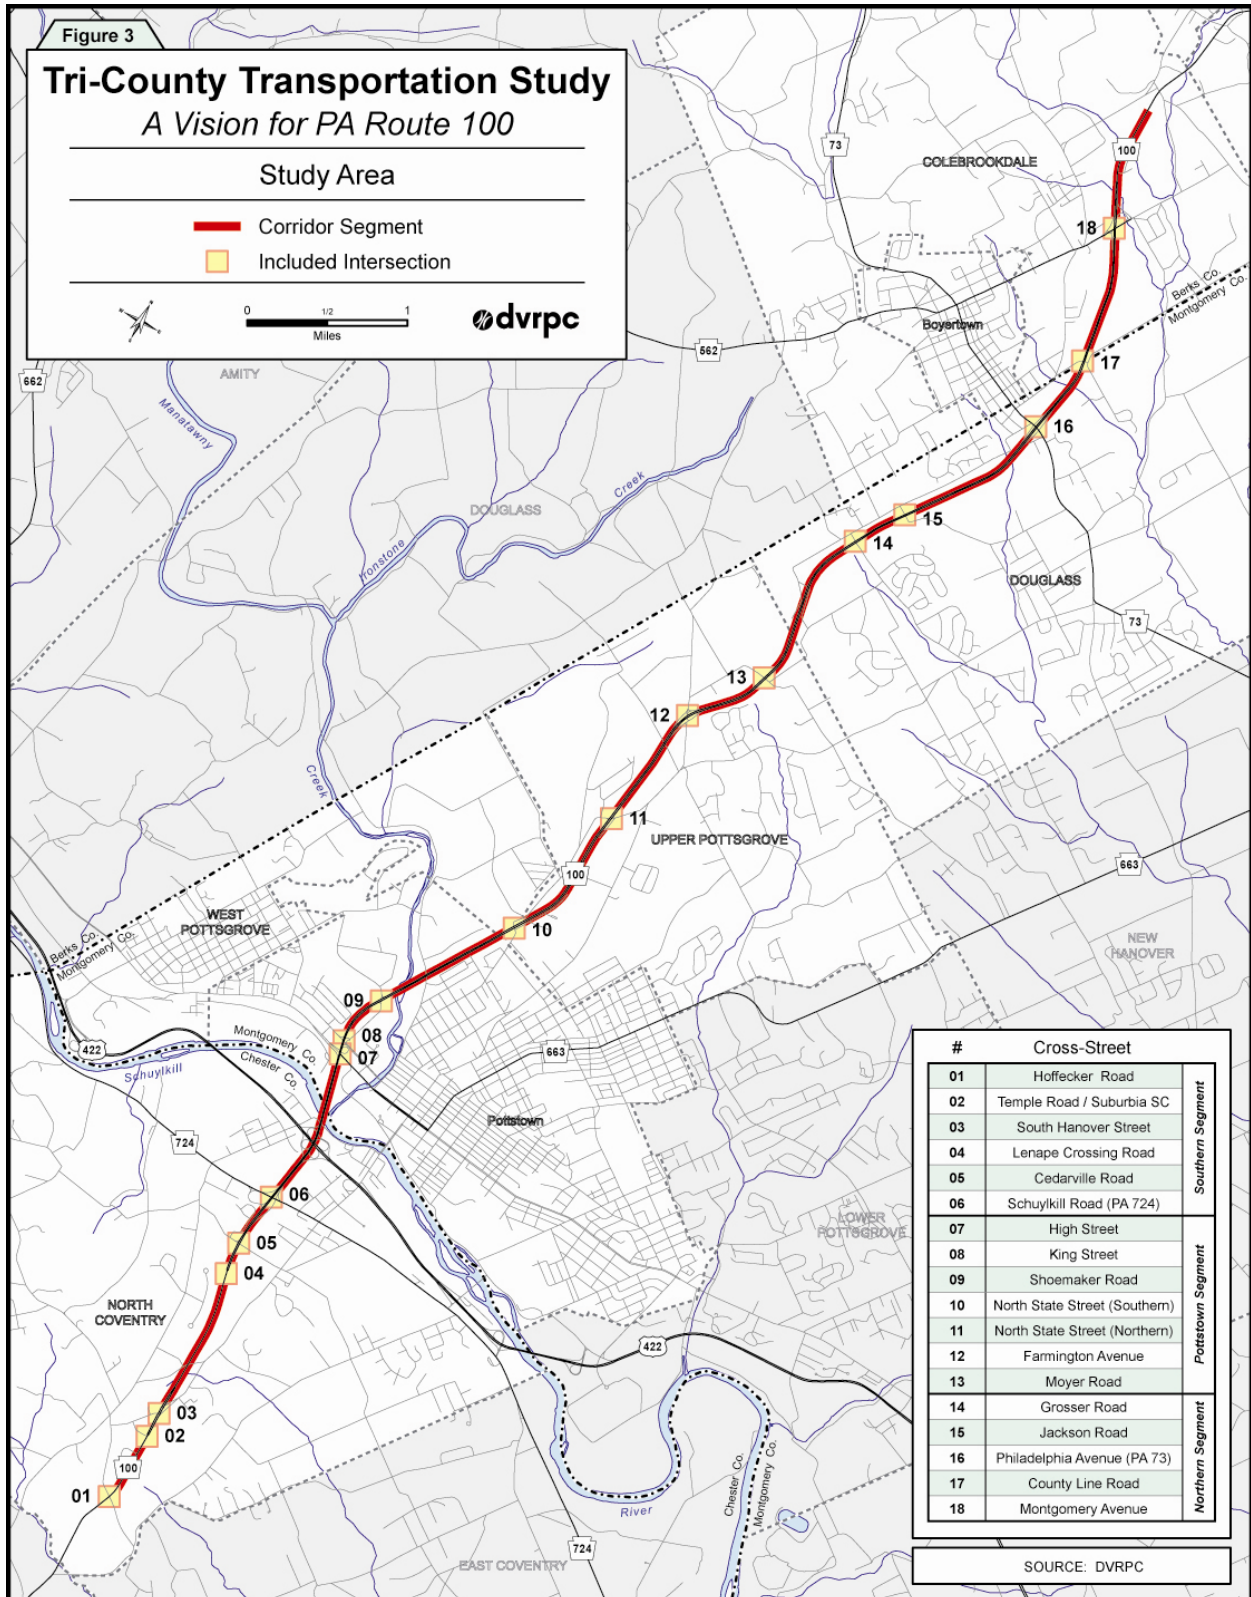 Figure 3
Tri-County Transportation Study
A Vision for PA Route 100
Study Area
Corridor Segment
Included Intersection
0 1/2 1
Miles
dvrpc
73
100
COLEBROOKDALE
18
Berks Co.
Montgomery Co.
Boyertown
562
17
662
AMITY
Manatawny
16
Creek
DOUGLASS
15
14
Ironstone
DOUGLASS
73
13
12
Creek
11
UPPER POTTSGROVE
663
100
WEST
POTTSGROVE
10
NEW
HANOVER
Berks Co.
Montgomery Co.
09
08
07
Montgomery Co.
Chester Co.
422
663
Schuylkill
Pottstown
724
06
LOWER
POTTSGROVE
05
04
NORTH
COVENTRY
422
03
02
100
01
Chester Co.
Montgomery Co.
River
724
EAST COVENTRY
# Cross-Street
01 Hoffecker Road
02 Temple Road / Suburbia SC
03 South Hanover Street
04 Lenape Crossing Road
05 Cedarville Road
06 Schuylkill Road (PA 724)
Southern Segment
07 High Street
08 King Street
09 Shoemaker Road
10 North State Street (Southern)
11 North State Street (Northern)
12 Farmington Avenue
13 Moyer Road
Pottstown Segment
14 Grosser Road
15 Jackson Road
16 Philadelphia Avenue (PA 73)
17 County Line Road
18 Montgomery Avenue
Northern Segment
SOURCE: DVRPC